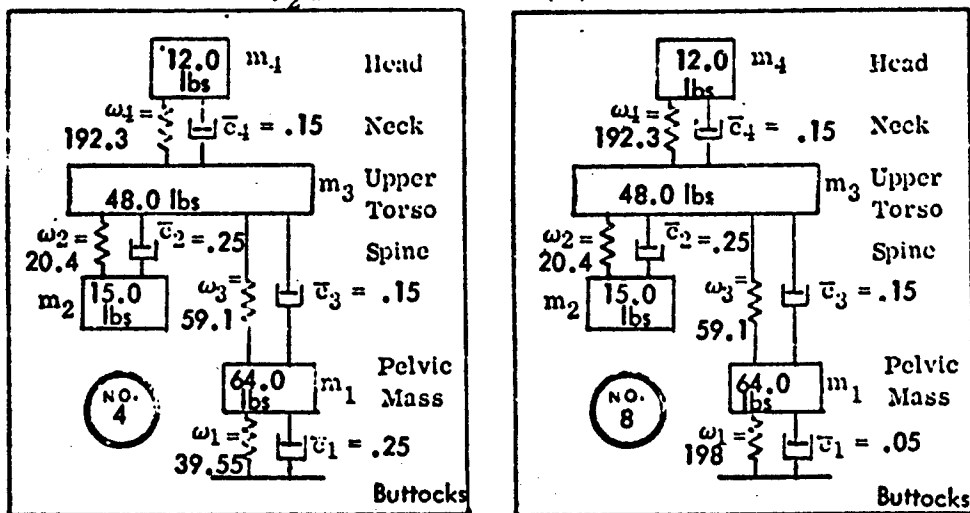 2
12.0 lbs m4 Head
ω4= 192.3 c̅4 = .15 Neck
48.0 lbs m3 Upper Torso
ω2= 20.4 c̅2=.25 Spine
m2 15.0 lbs
ω3= 59.1 c̅3 = .15
64.0 lbs m1 Pelvic Mass
NO. 4
ω1= 39.55 c̅1 = .25
Buttocks
12.0 lbs m4 Head
ω4= 192.3 c̅4 = .15 Neck
48.0 lbs m3 Upper Torso
ω2= 20.4 c̅2=.25 Spine
m2 15.0 lbs
ω3= 59.1 c̅3 = .15
64.0 lbs m1 Pelvic Mass
NO. 8
ω1= 198 c̅1 = .05
Buttocks